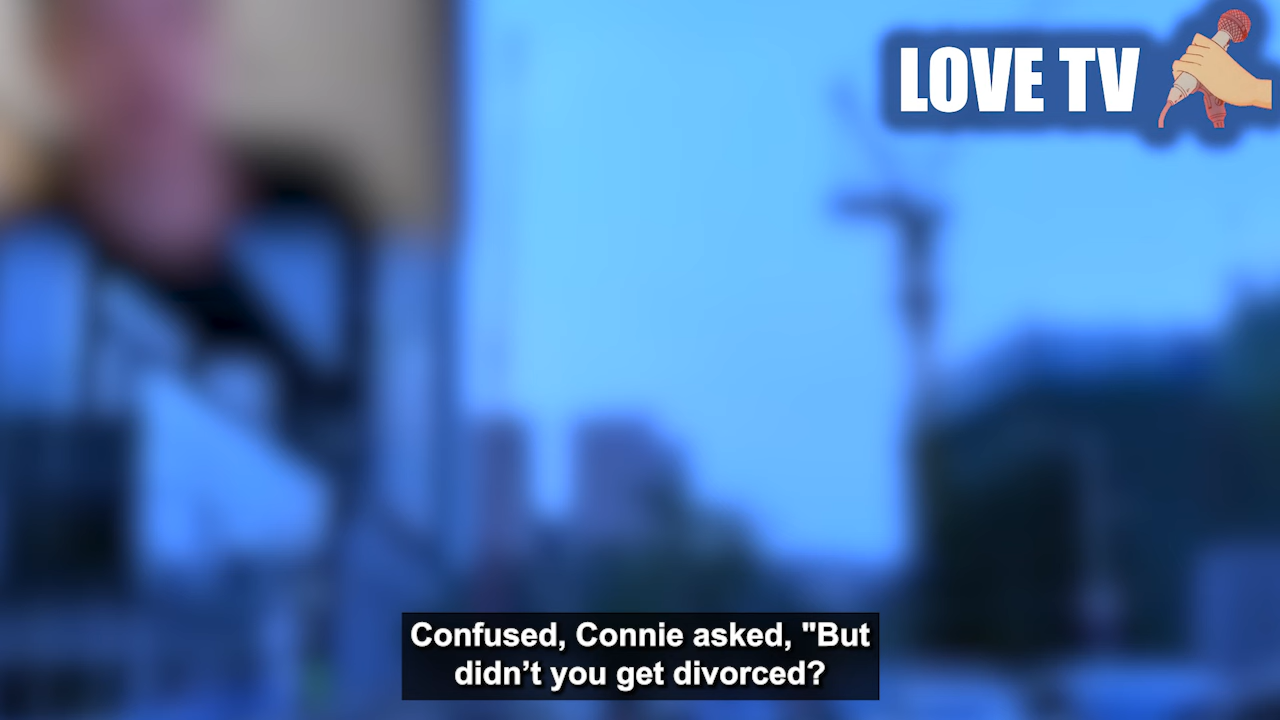 LOVE TV
Confused, Connie asked, "But
didn’t you get divorced?